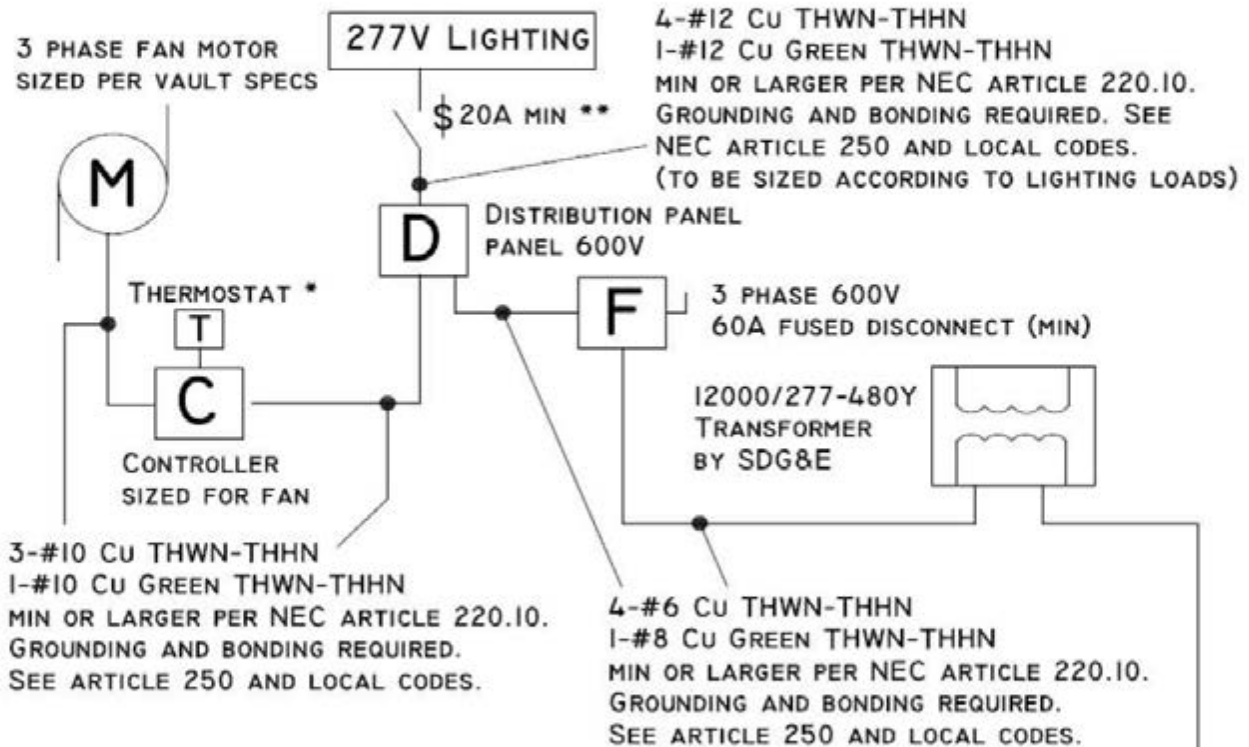 3 PHASE FAN MOTOR
SIZED PER VAULT SPECS
M
277V LIGHTING
$ 20A MIN **
4-#12 CU THWN-THHN
1-#12 CU GREEN THWN-THHN
MIN OR LARGER PER NEC ARTICLE 220.10.
GROUNDING AND BONDING REQUIRED. SEE
NEC ARTICLE 250 AND LOCAL CODES.
(TO BE SIZED ACCORDING TO LIGHTING LOADS)
D
DISTRIBUTION PANEL
PANEL 600V
THERMOSTAT *
T
C
CONTROLLER
SIZED FOR FAN
F
3 PHASE 600V
60A FUSED DISCONNECT (MIN)
12000/277-480Y
TRANSFORMER
BY SDG&E
3-#10 CU THWN-THHN
1-#10 CU GREEN THWN-THHN
MIN OR LARGER PER NEC ARTICLE 220.10.
GROUNDING AND BONDING REQUIRED.
SEE ARTICLE 250 AND LOCAL CODES.
4-#6 CU THWN-THHN
1-#8 CU GREEN THWN-THHN
MIN OR LARGER PER NEC ARTICLE 220.10.
GROUNDING AND BONDING REQUIRED.
SEE ARTICLE 250 AND LOCAL CODES.